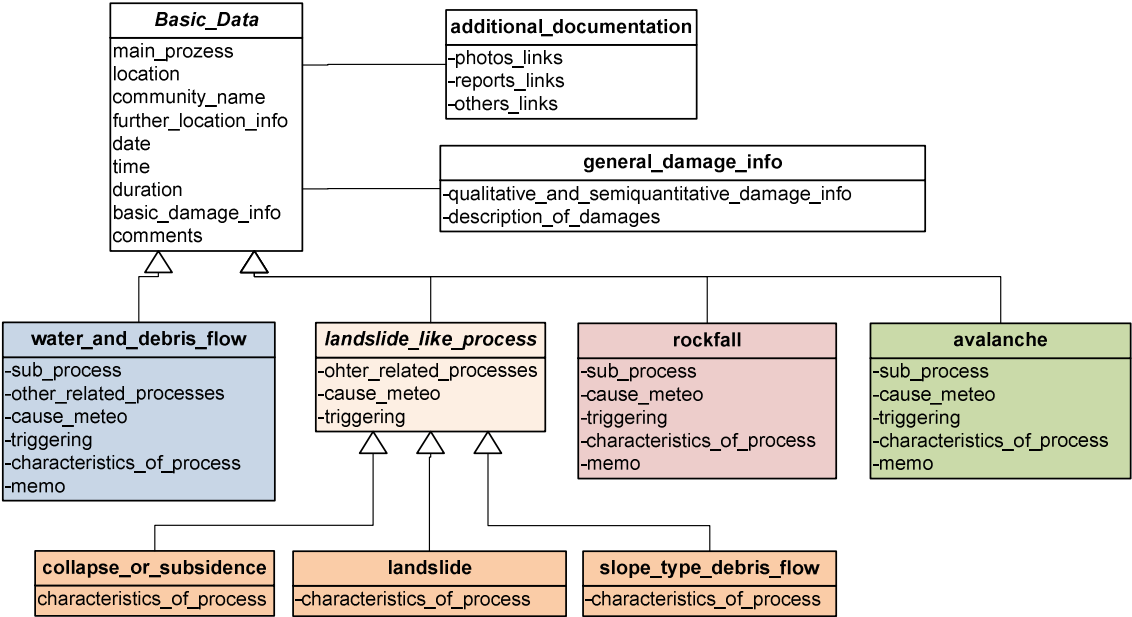 Basic_Data
main_prozess
location
community_name
further_location_info
date
time
duration
basic_damage_info
comments
additional_documentation
-photos_links
-reports_links
-others_links
general_damage_info
-qualitative_and_semiquantitative_damage_info
-description_of_damages
water_and_debris_flow
-sub_process
-other_related_processes
-cause_meteo
-triggering
-characteristics_of_process
-memo
landslide_like_process
-ohter_related_processes
-cause_meteo
-triggering
rockfall
-sub_process
-cause_meteo
-triggering
-characteristics_of_process
-memo
avalanche
-sub_process
-cause_meteo
-triggering
-characteristics_of_process
-memo
collapse_or_subsidence
characteristics_of_process
landslide
-characteristics_of_process
slope_type_debris_flow
-characteristics_of_process